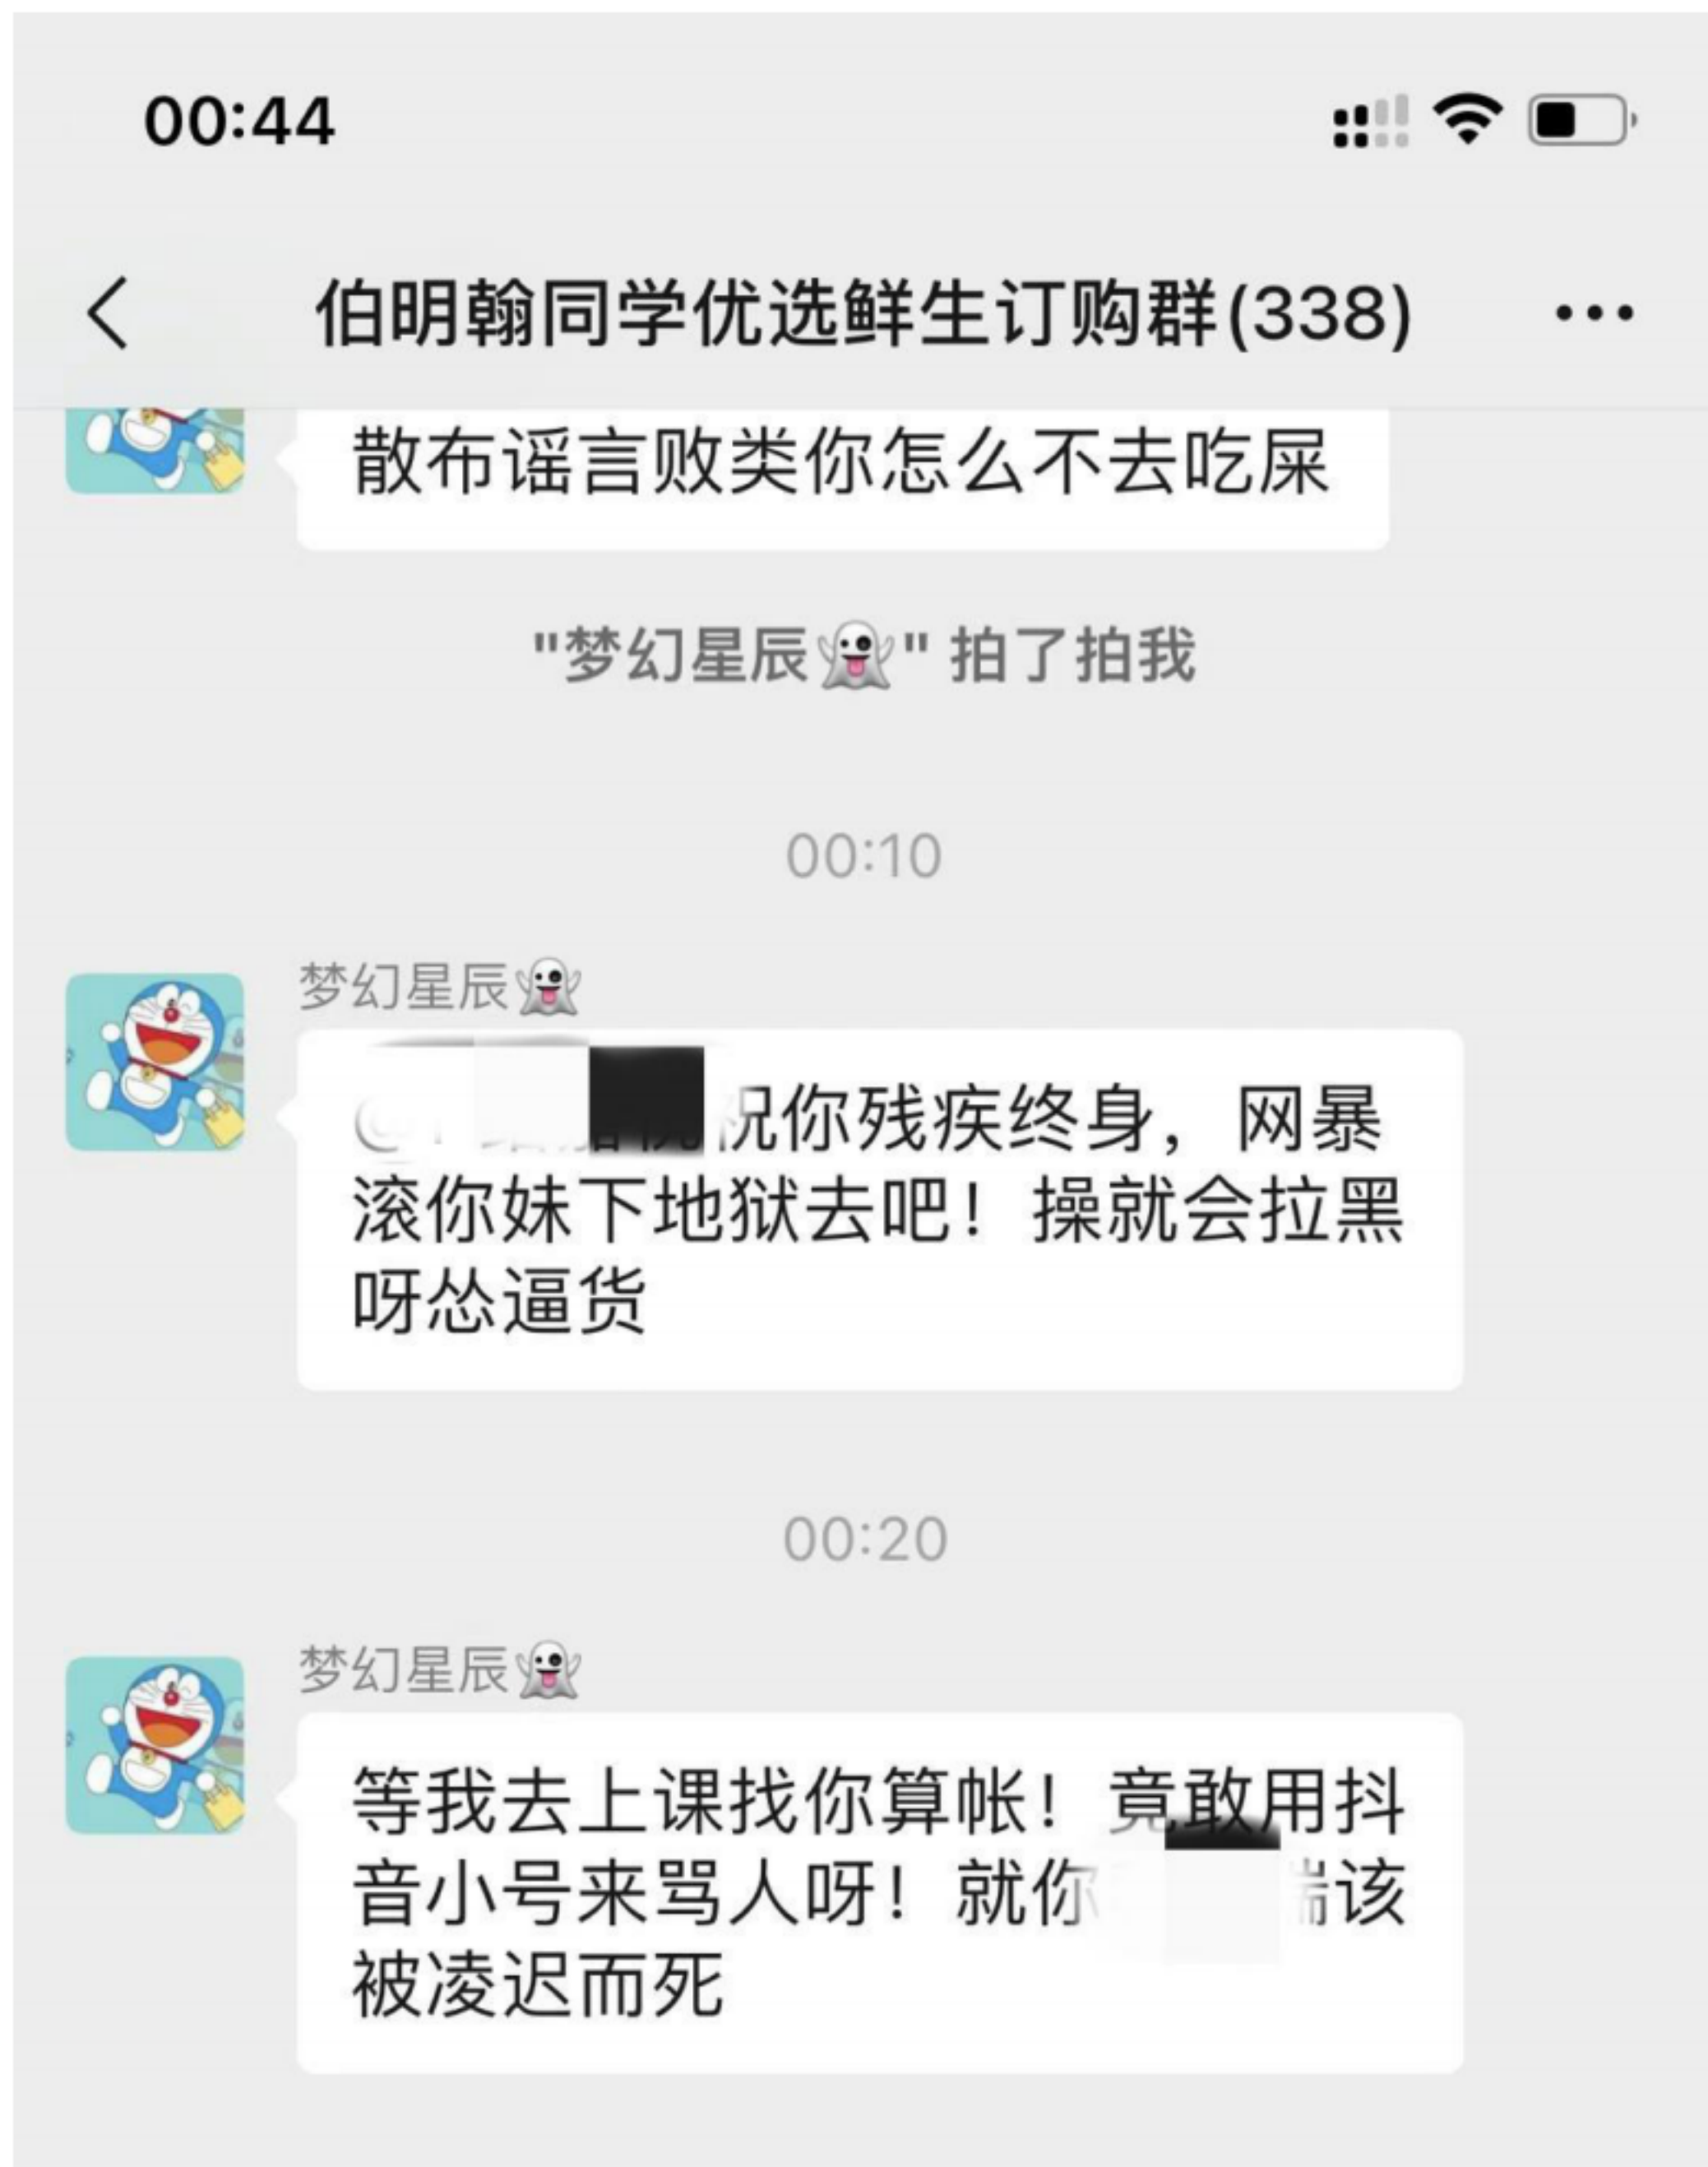 00:44
伯明翰同学优选鲜生订购群(338)
散布谣言败类你怎么不去吃屎
"梦幻星辰👻" 拍了拍我
00:10
梦幻星辰👻
祝你残疾终身，网暴
滚你妹下地狱去吧！操就会拉黑
呀怂逼货
00:20
梦幻星辰👻
等我去上课找你算帐！竟敢用抖
音小号来骂人呀！就你 该
被凌迟而死